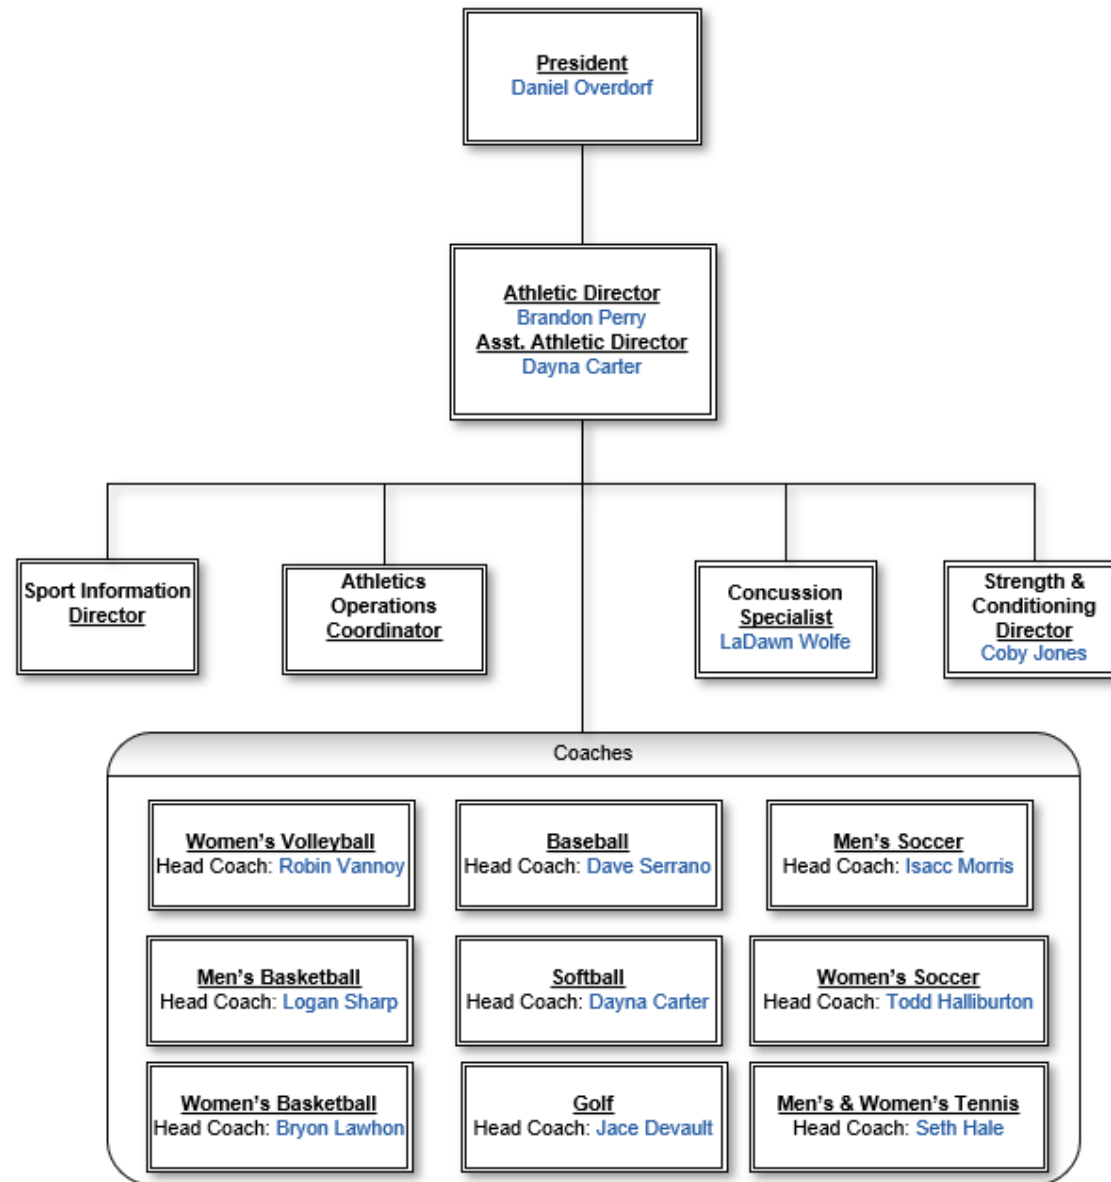 President
Daniel Overdorf
Athletic Director
Brandon Perry
Asst. Athletic Director
Dayna Carter
Sport Information
Director
Athletics
Operations
Coordinator
Concussion
Specialist
LaDawn Wolfe
Strength &
Conditioning
Director
Coby Jones
Coaches
Women's Volleyball
Head Coach: Robin Vannoy
Baseball
Head Coach: Dave Serrano
Men's Soccer
Head Coach: Isacc Morris
Men's Basketball
Head Coach: Logan Sharp
Softball
Head Coach: Dayna Carter
Women's Soccer
Head Coach: Todd Halliburton
Women's Basketball
Head Coach: Bryon Lawhon
Golf
Head Coach: Jace Devault
Men's & Women's Tennis
Head Coach: Seth Hale